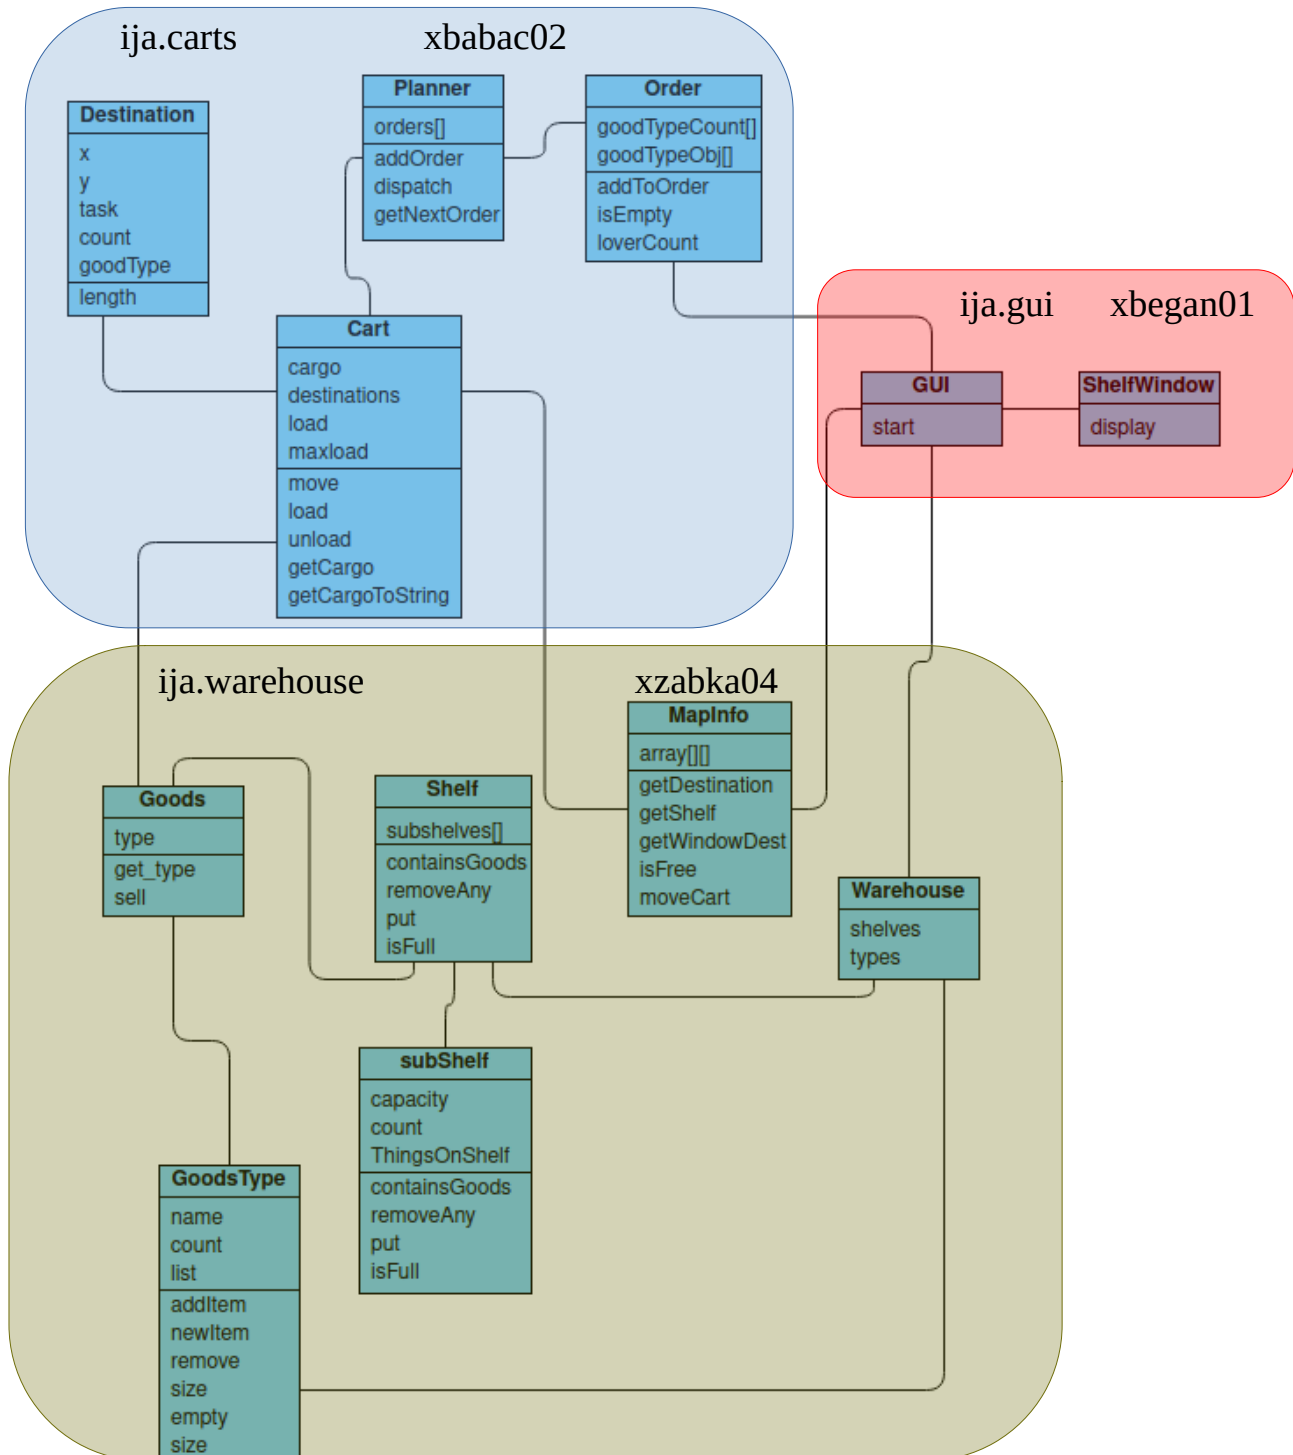 ija.carts
xbabac02
Destination
x
y
task
count
goodType
length
Planner
orders[]
addOrder
dispatch
getNextOrder
Order
goodTypeCount[]
goodTypeObj[]
addToOrder
isEmpty
loverCount
Cart
cargo
destinations
load
maxload
move
load
unload
getCargo
getCargoToString
ija.gui
xbegan01
GUI
start
ShelfWindow
display
ija.warehouse
xzabka04
Goods
type
get_type
sell
Shelf
subshelves[]
containsGoods
removeAny
put
isFull
MapInfo
array[][]
getDestination
getShelf
getWindowDest
isFree
moveCart
Warehouse
shelves
types
subShelf
capacity
count
ThingsOnShelf
containsGoods
removeAny
put
isFull
GoodsType
name
count
list
addItem
newItem
remove
size
empty
size